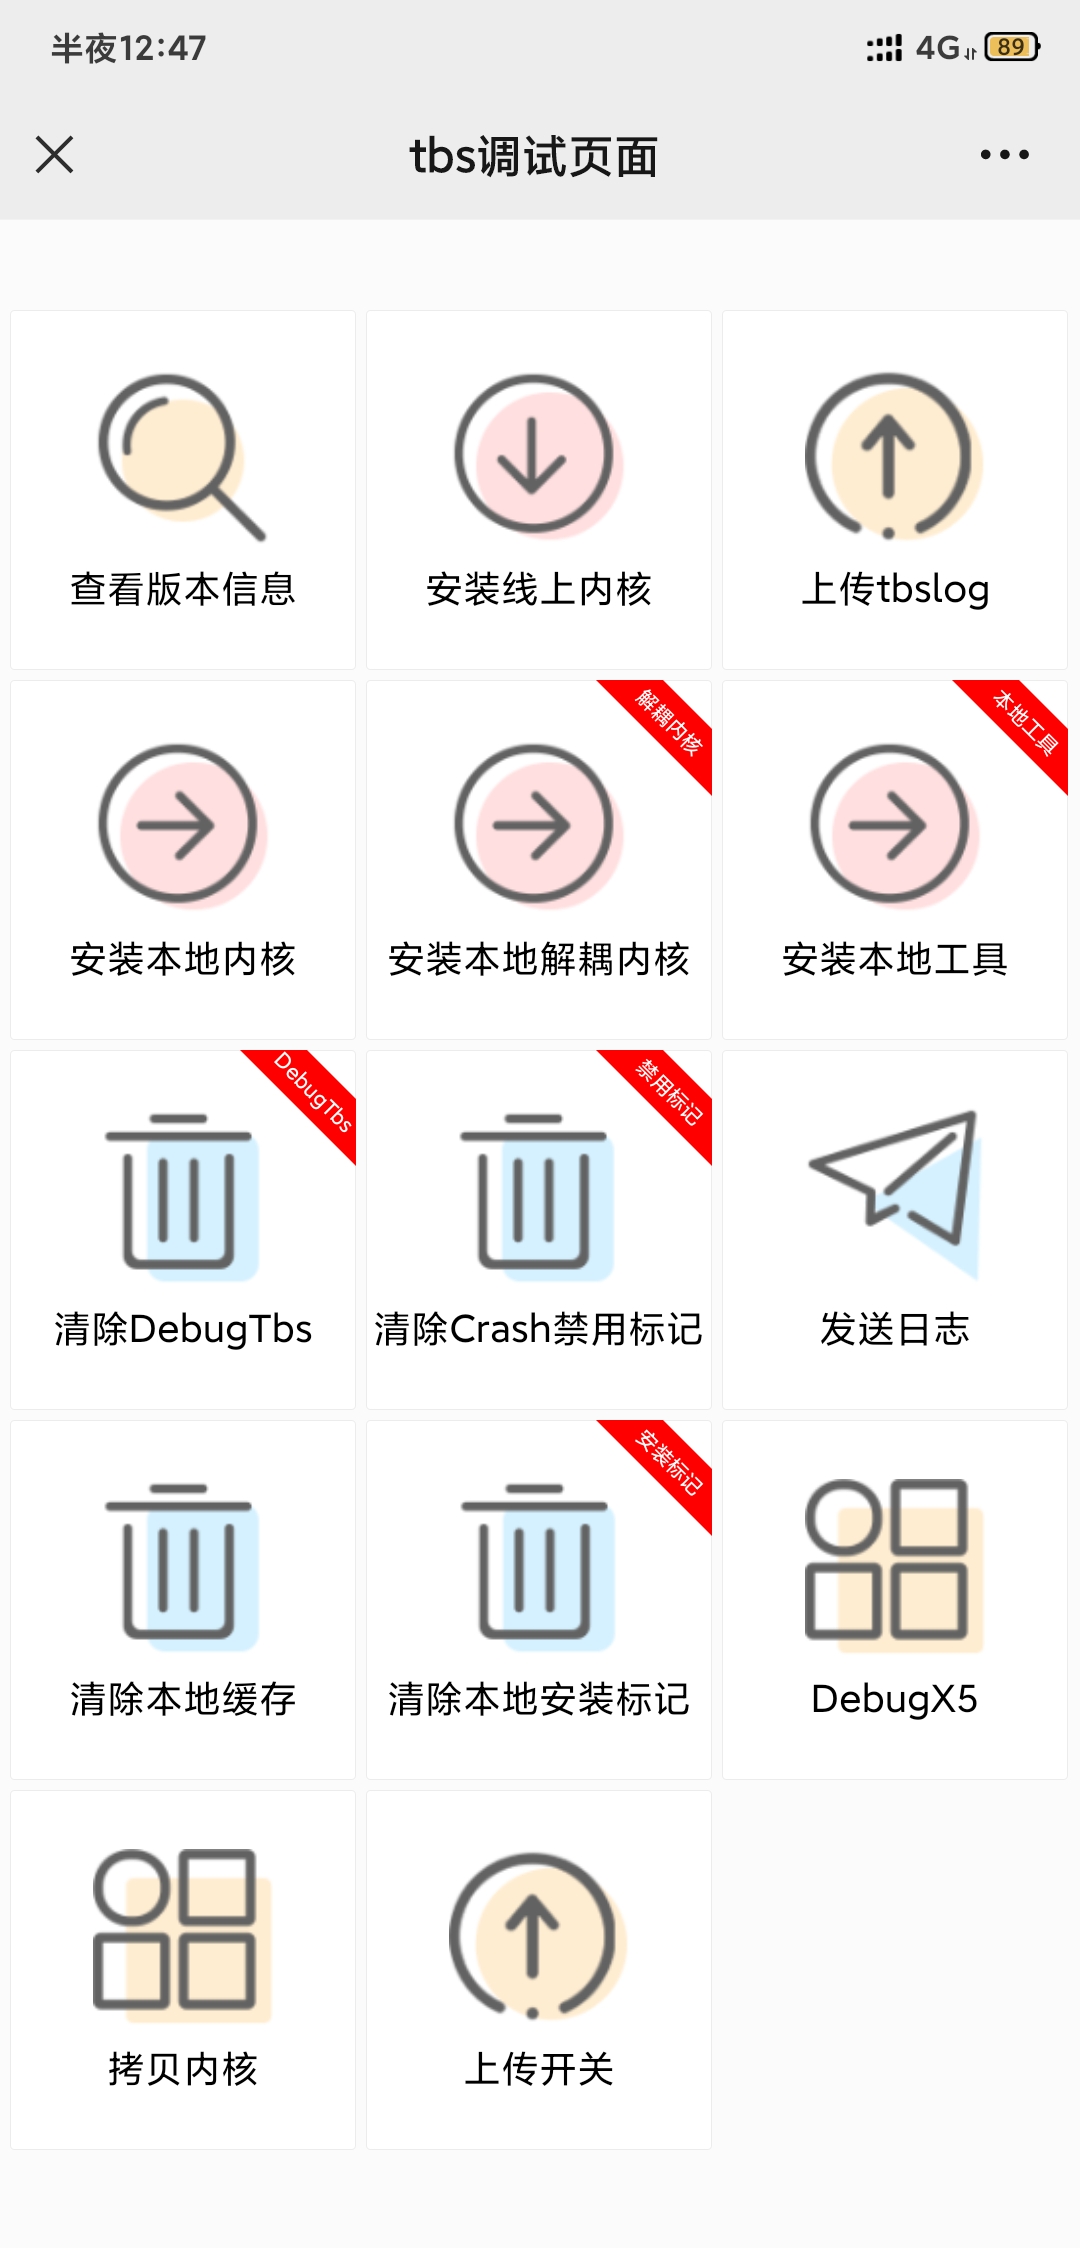 半夜12:47
4G
89
tbs调试页面
查看版本信息
安装线上内核
上传tbslog
安装本地内核
解耦内核
安装本地解耦内核
本地工具
安装本地工具
DebugTbs
清除DebugTbs
禁用标记
清除Crash禁用标记
发送日志
清除本地缓存
安装标记
清除本地安装标记
DebugX5
拷贝内核
上传开关